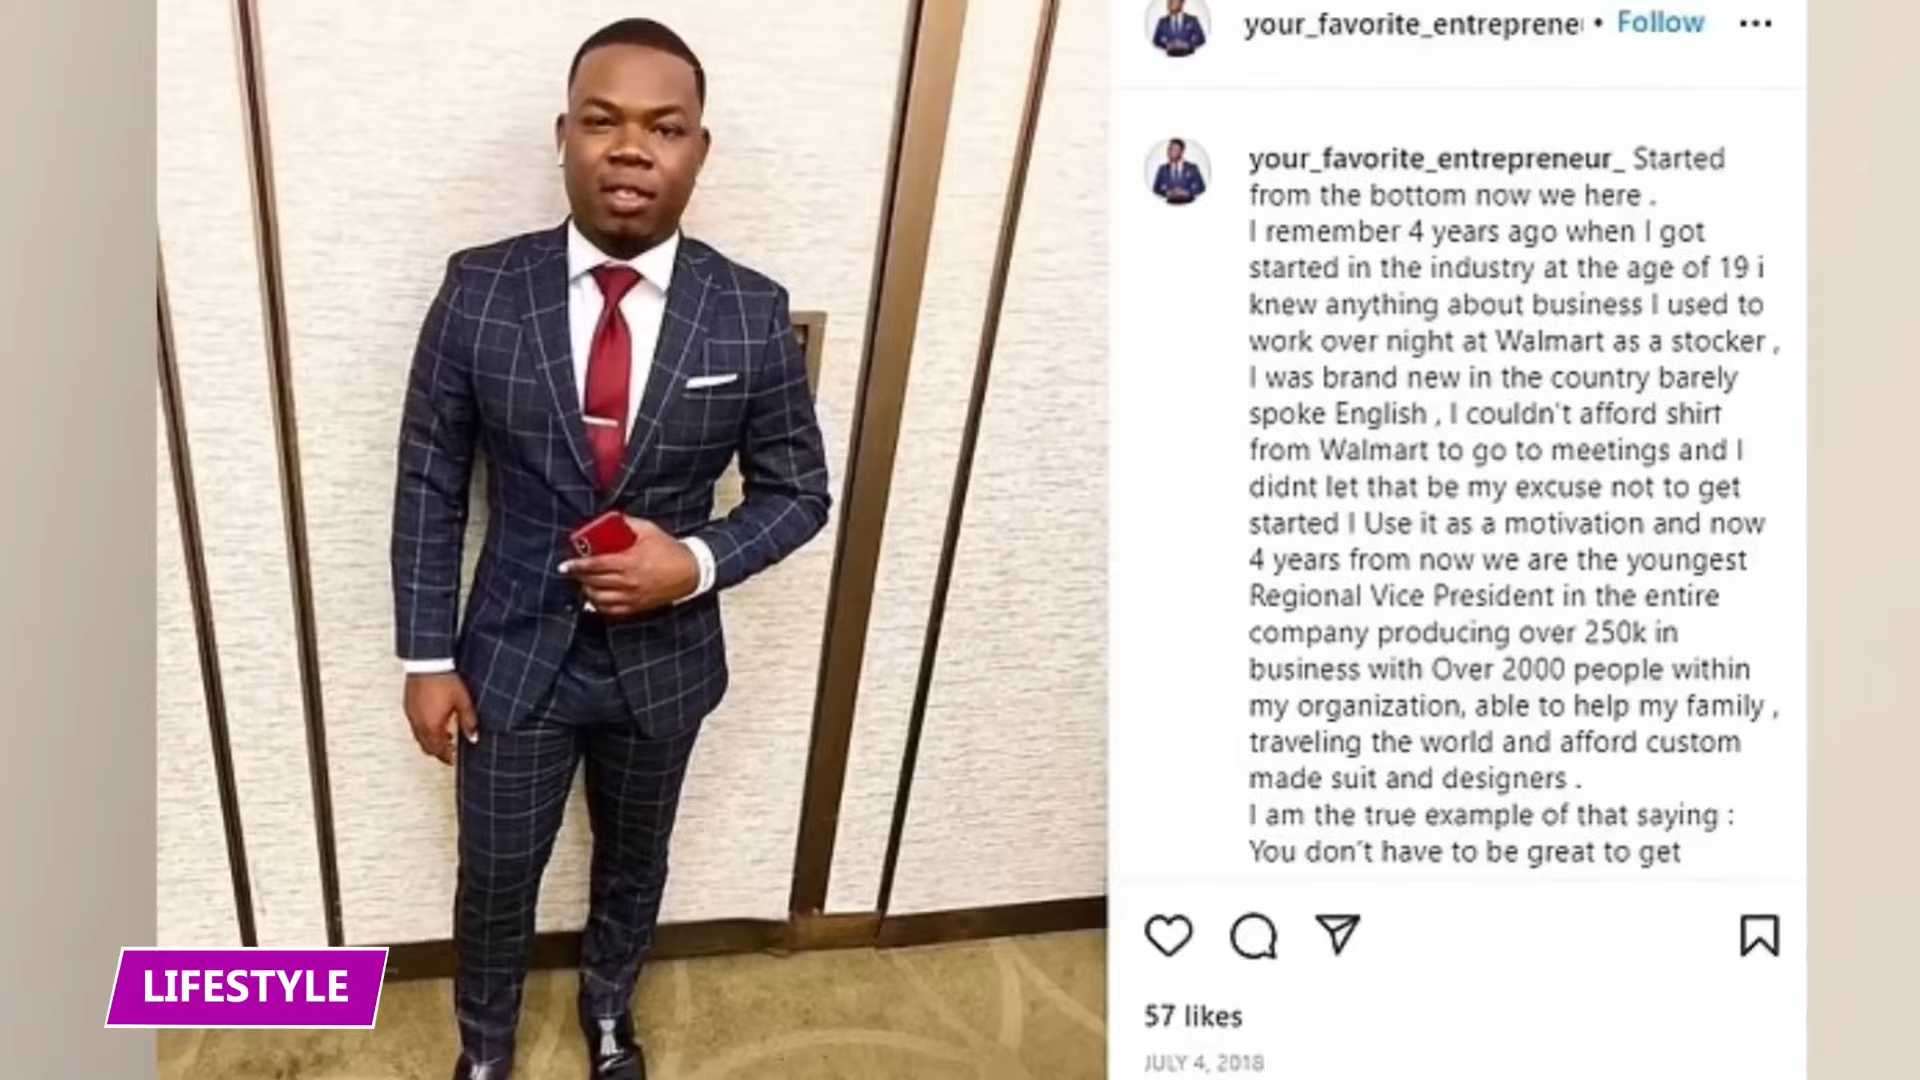 your_favorite_entreprene • Follow •••
your_favorite_entrepreneur_ Started
from the bottom now we here .
I remember 4 years ago when I got
started in the industry at the age of 19 i
knew anything about business I used to
work over night at Walmart as a stocker ,
I was brand new in the country barely
spoke English , I couldn't afford shirt
from Walmart to go to meetings and I
didnt let that be my excuse not to get
started I Use it as a motivation and now
4 years from now we are the youngest
Regional Vice President in the entire
company producing over 250k in
business with Over 2000 people within
my organization, able to help my family ,
traveling the world and afford custom
made suit and designers .
I am the true example of that saying :
You don't have to be great to get
57 likes
JULY 4, 2018
LIFESTYLE